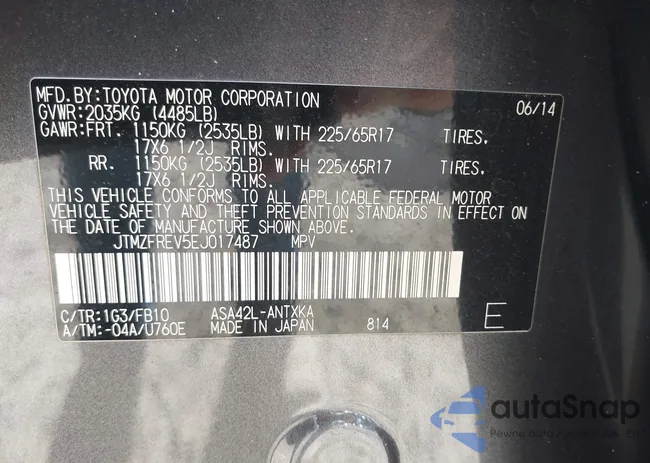 MFD.BY:TOYOTA MOTOR CORPORATION 06/14
GVWR:2035KG (4485LB)
GAWR:FRT. 1150KG (2535LB) WITH 225/65R17 TIRES.
17X6 1/2J RIMS.
RR. 1150KG (2535LB) WITH 225/65R17 TIRES.
17X6 1/2J RIMS.
THIS VEHICLE CONFORMS TO ALL APPLICABLE FEDERAL MOTOR
VEHICLE SAFETY AND THEFT PREVENTION STANDARDS IN EFFECT ON
THE DATE OF MANUFACTURE SHOWN ABOVE.
JTMZFREV5EJ017487 MPV
C/TR:1G3/FB10 ASA42L-ANTXKA
A/TM:-04A/U760E MADE IN JAPAN 814 E
autaSnap
Pewne auto